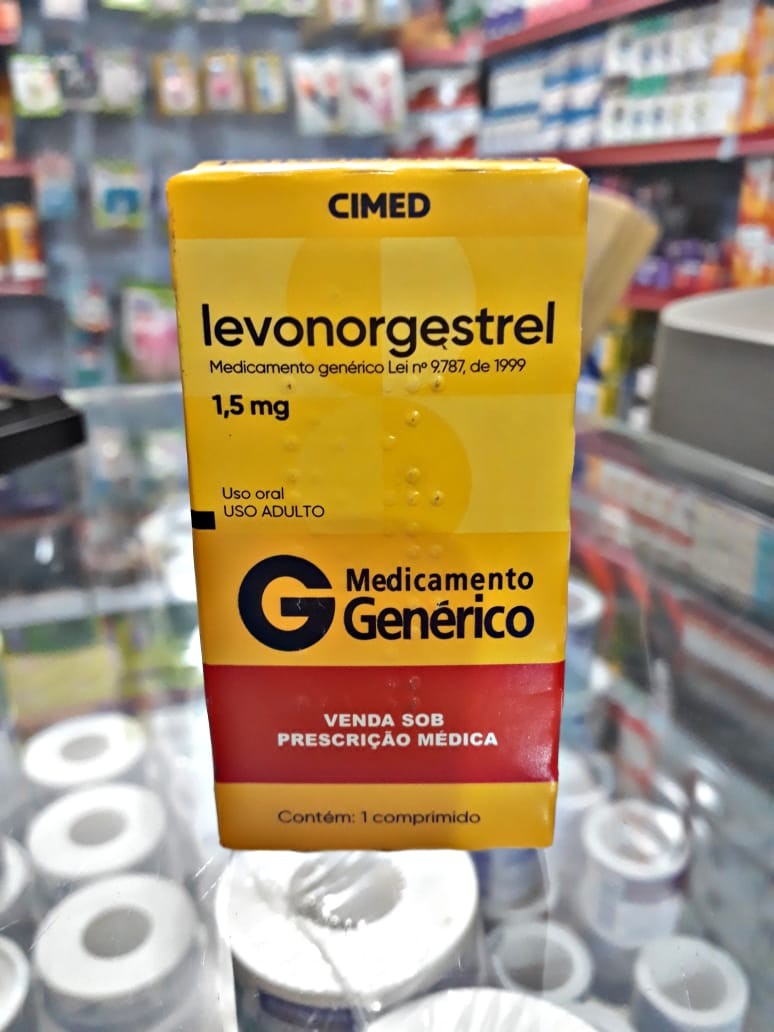 CIMED
levonorgestrel
Medicamento genérico Lei nº 9.787, de 1999
1,5 mg
Uso oral
USO ADULTO
G Medicamento
Genérico
VENDA SOB
PRESCRIÇÃO MÉDICA
Contém: 1 comprimido